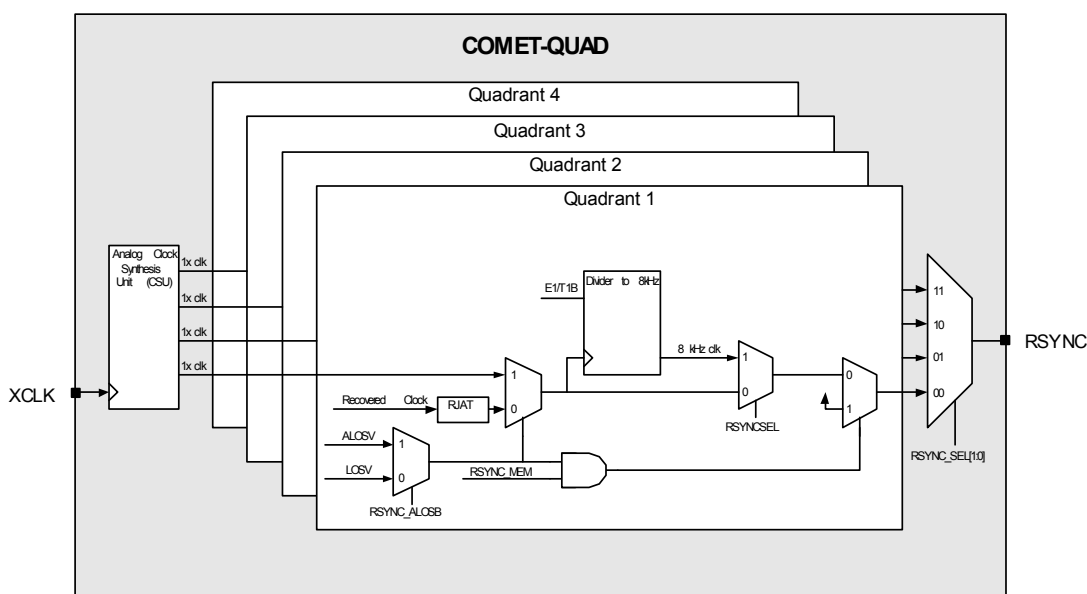 COMET-QUAD
Quadrant 4
Quadrant 3
Quadrant 2
Quadrant 1
Analog Clock
Synthesis
Unit (CSU)
1x clk
1x clk
1x clk
1x clk
XCLK
E1/T1B
Divider to 8kHz
8 kHz clk
1
0
Recovered Clock
RJAT
1
0
RSYNCSEL
0
1
ALOSV
1
LOSV
0
RSYNC_MEM
RSYNC_ALOSB
11
10
01
00
RSYNC
RSYNC_SEL[1:0]